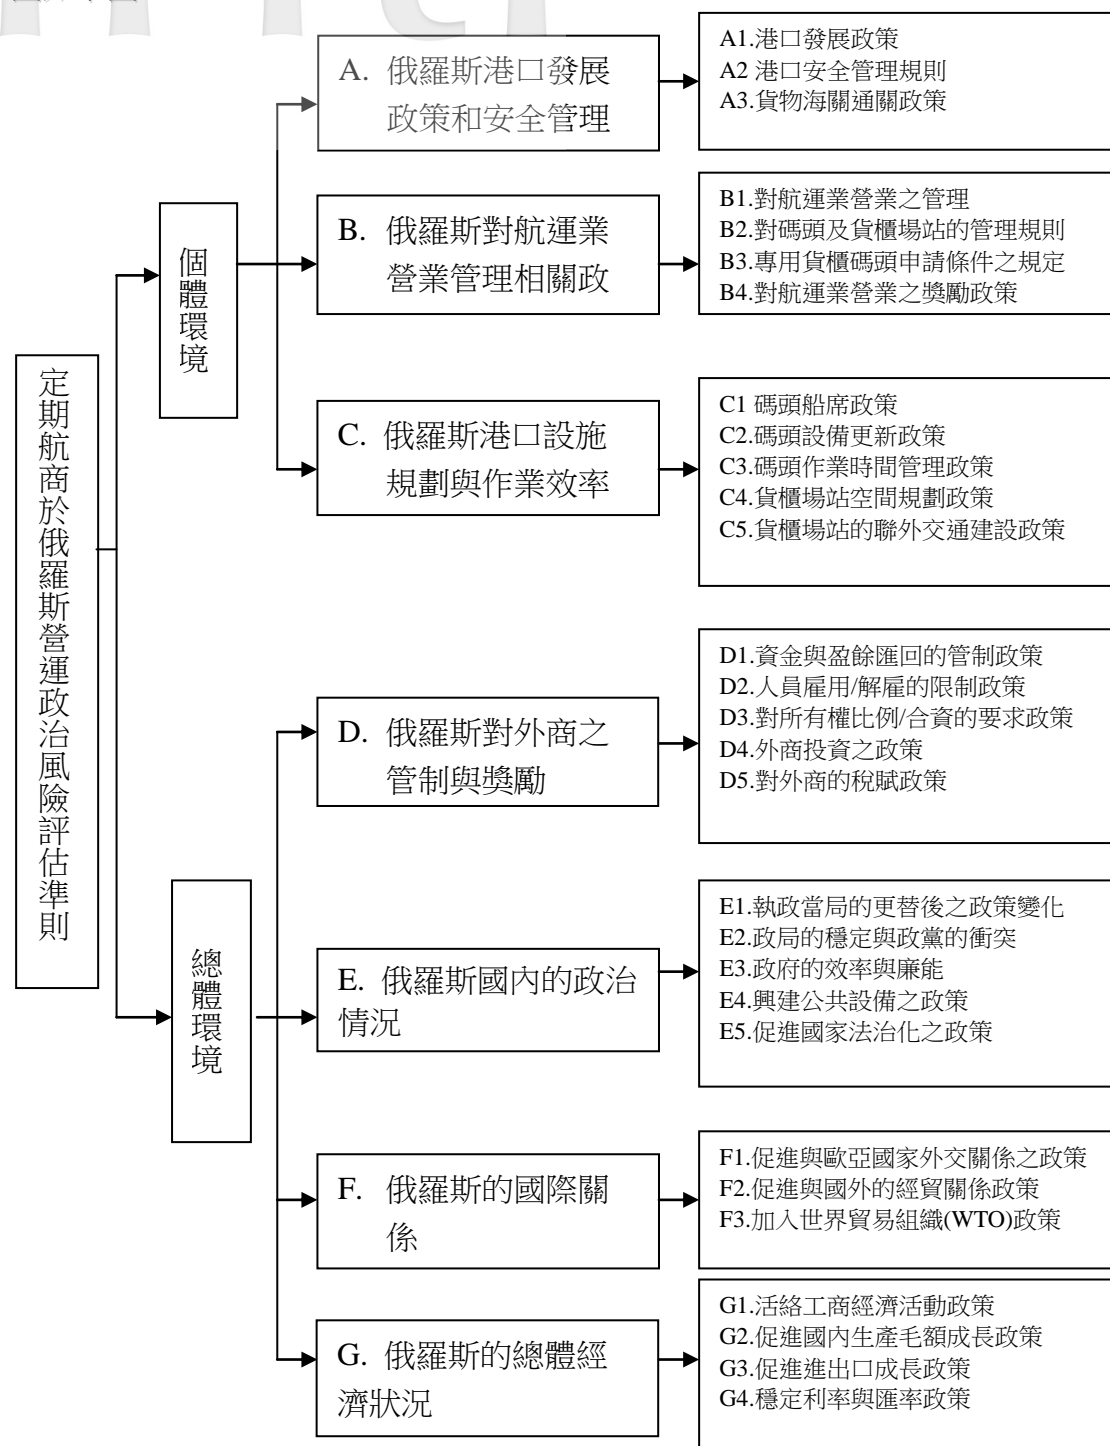 定期航商於俄羅斯營運政治風險評估準則
個體環境
A. 俄羅斯港口發展
政策和安全管理
A1.港口發展政策
A2 港口安全管理規則
A3.貨物海關通關政策
B. 俄羅斯對航運業
營業管理相關政
B1.對航運業營業之管理
B2.對碼頭及貨櫃場站的管理規則
B3.專用貨櫃碼頭申請條件之規定
B4.對航運業營業之獎勵政策
C. 俄羅斯港口設施
規劃與作業效率
C1 碼頭船席政策
C2.碼頭設備更新政策
C3.碼頭作業時間管理政策
C4.貨櫃場站空間規劃政策
C5.貨櫃場站的聯外交通建設政策
總體環境
D. 俄羅斯對外商之
管制與獎勵
D1.資金與盈餘匯回的管制政策
D2.人員雇用/解雇的限制政策
D3.對所有權比例/合資的要求政策
D4.外商投資之政策
D5.對外商的稅賦政策
E. 俄羅斯國內的政治
情況
E1.執政當局的更替後之政策變化
E2.政局的穩定與政黨的衝突
E3.政府的效率與廉能
E4.興建公共設備之政策
E5.促進國家法治化之政策
F. 俄羅斯的國際關
係
F1.促進與歐亞國家外交關係之政策
F2.促進與國外的經貿關係政策
F3.加入世界貿易組織(WTO)政策
G. 俄羅斯的總體經
濟狀況
G1.活絡工商經濟活動政策
G2.促進國內生產毛額成長政策
G3.促進進出口成長政策
G4.穩定利率與匯率政策